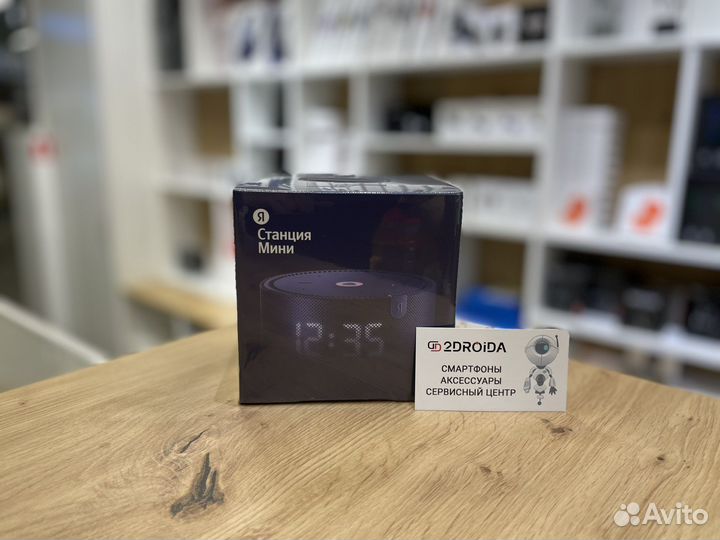 Я
Станция
Мини
12:35
2DROiDA
СМАРТФОНЫ
АКСЕССУАРЫ
СЕРВИСНЫЙ ЦЕНТР
Avito